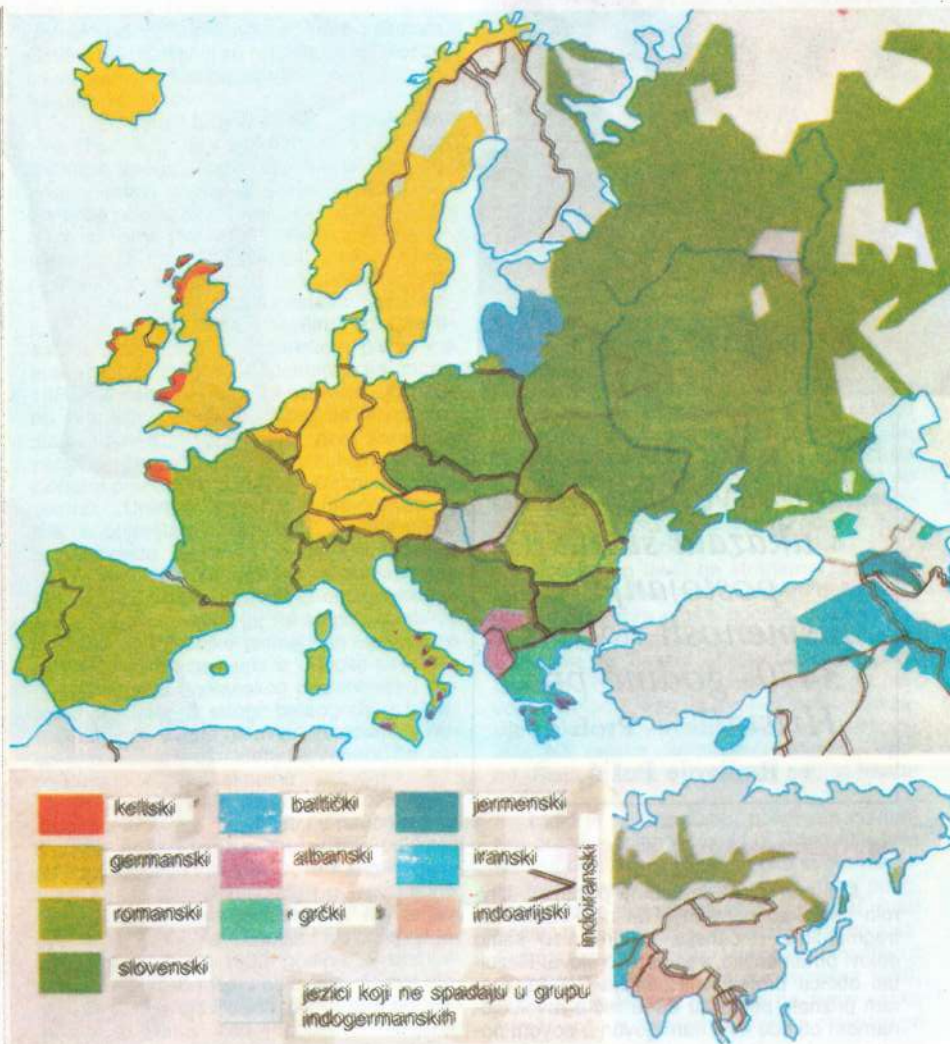 keltski
germanski
romanski
slovenski
baltički
albanski
grčki
jermenski
iranski
indoarijski
indoiranski
jezici koji ne spadaju u grupu
indogermanskih